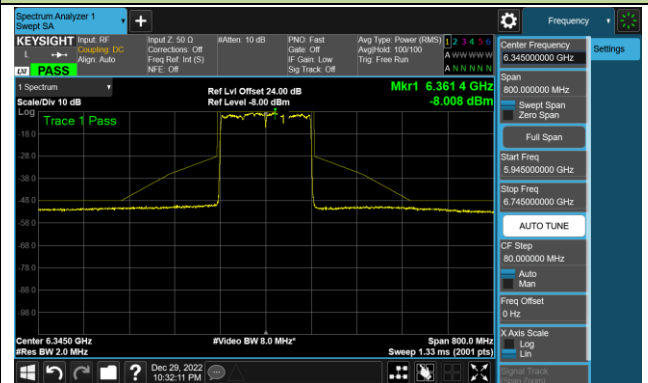 Spectrum Analyzer 1
Swept SA
Frequency
KEYSIGHT
Input: RF
Coupling: DC
Align: Auto
Input Z: 50 Ω
Corrections: Off
Freq Ref: Int (S)
NFE: Off
#Atten: 10 dB
PNO: Fast
Gate: Off
IF Gain: Low
Sig Track: Off
Avg Type: Power (RMS)
Avg|Hold: 100/100
Trig: Free Run
1 2 3 4 5 6
A W W W W W
A N N N N N
L
LXI
PASS
1 Spectrum
Scale/Div 10 dB
Log
Ref Lvl Offset 24.00 dB
Ref Level -8.00 dBm
Mkr1 6.361 4 GHz
-8.008 dBm
Trace 1 Pass
1
-18.0
-28.0
-38.0
-48.0
-58.0
-68.0
-78.0
-88.0
-98.0
Center 6.3450 GHz
#Res BW 2.0 MHz
#Video BW 8.0 MHz*
Span 800.0 MHz
Sweep 1.33 ms (2001 pts)
Dec 29, 2022
10:32:11 PM
?
Center Frequency
6.345000000 GHz
Settings
Span
800.000000 MHz
Swept Span
Zero Span
Full Span
Start Freq
5.945000000 GHz
Stop Freq
6.745000000 GHz
AUTO TUNE
CF Step
80.000000 MHz
Auto
Man
Freq Offset
0 Hz
X Axis Scale
Log
Lin
Signal Track
(Span Zoom)